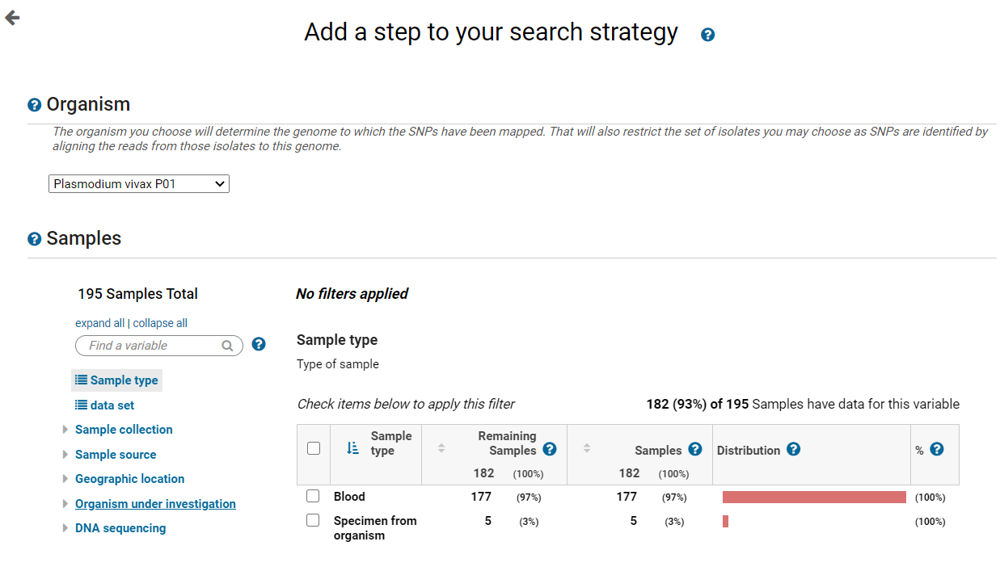 Add a step to your search strategy
Organism
The organism you choose will determine the genome to which the SNPs have been mapped. That will also restrict the set of isolates you may choose as SNPs are identified by
aligning the reads from those isolates to this genome.
Plasmodium vivax P01
Samples
195 Samples Total
expand all | collapse all
Find a variable
Sample type
data set
Sample collection
Sample source
Geographic location
Organism under investigation
DNA sequencing
No filters applied
Sample type
Type of sample
Check items below to apply this filter
182 (93%) of 195 Samples have data for this variable
Sample
type
Remaining
Samples
182 (100%)
Samples
182 (100%)
Distribution
%
Blood 177 (97%) 177 (97%) (100%)
Specimen from 5 (3%) 5 (3%) (100%)
organism